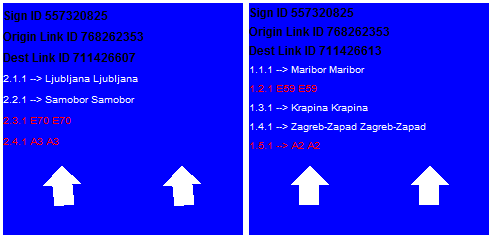 Sign ID 557320825
Origin Link ID 768262353
Best Link ID 711426607
2.1.1 --> Ljubljana Ljubljana
2.2.1 --> Samobor Samobor
2.3.1 E70 E70
2.4.1 A3 A3
Sign ID 557320825
Origin Link ID 768262353
Best Link ID 711426613
1.1.1 --> Maribor Maribor
1.2.1 E59 E59
1.3.1 --> Krapina Krapina
1.4.1 --> Zagreb-Zapad Zagreb-Zapad
1.5.1 --> A2 A2